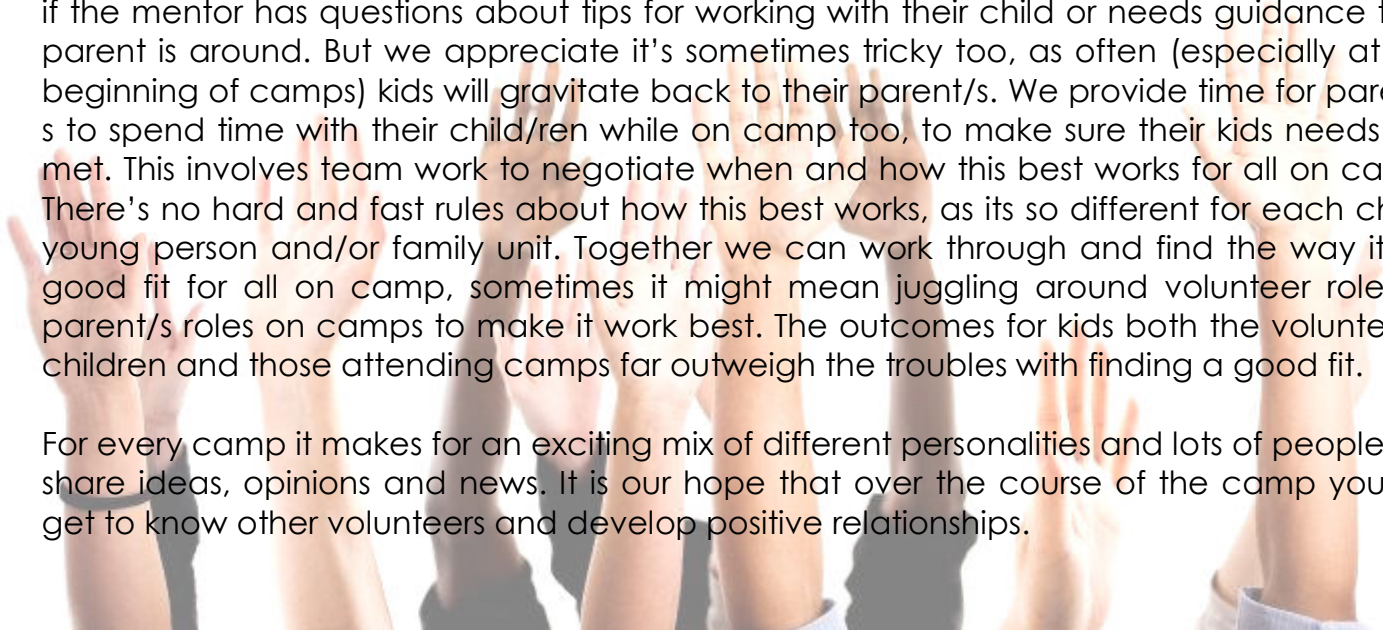 if the mentor has questions about tips for working with their child or needs guidance
parent is around. But we appreciate it’s sometimes tricky too, as often (especially at
beginning of camps) kids will gravitate back to their parent/s. We provide time for
s to spend time with their child/ren while on camp too, to make sure their kids needs
met. This involves team work to negotiate when and how this best works for all on
There’s no hard and fast rules about how this best works, as its so different for each
young person and/or family unit. Together we can work through and find the way it
good fit for all on camp, sometimes it might mean juggling around volunteer
parent/s roles on camps to make it work best. The outcomes for kids both the
children and those attending camps far outweigh the troubles with finding a good fit.
For every camp it makes for an exciting mix of different personalities and lots of people
share ideas, opinions and news. It is our hope that over the course of the camp you
get to know other volunteers and develop positive relationships.